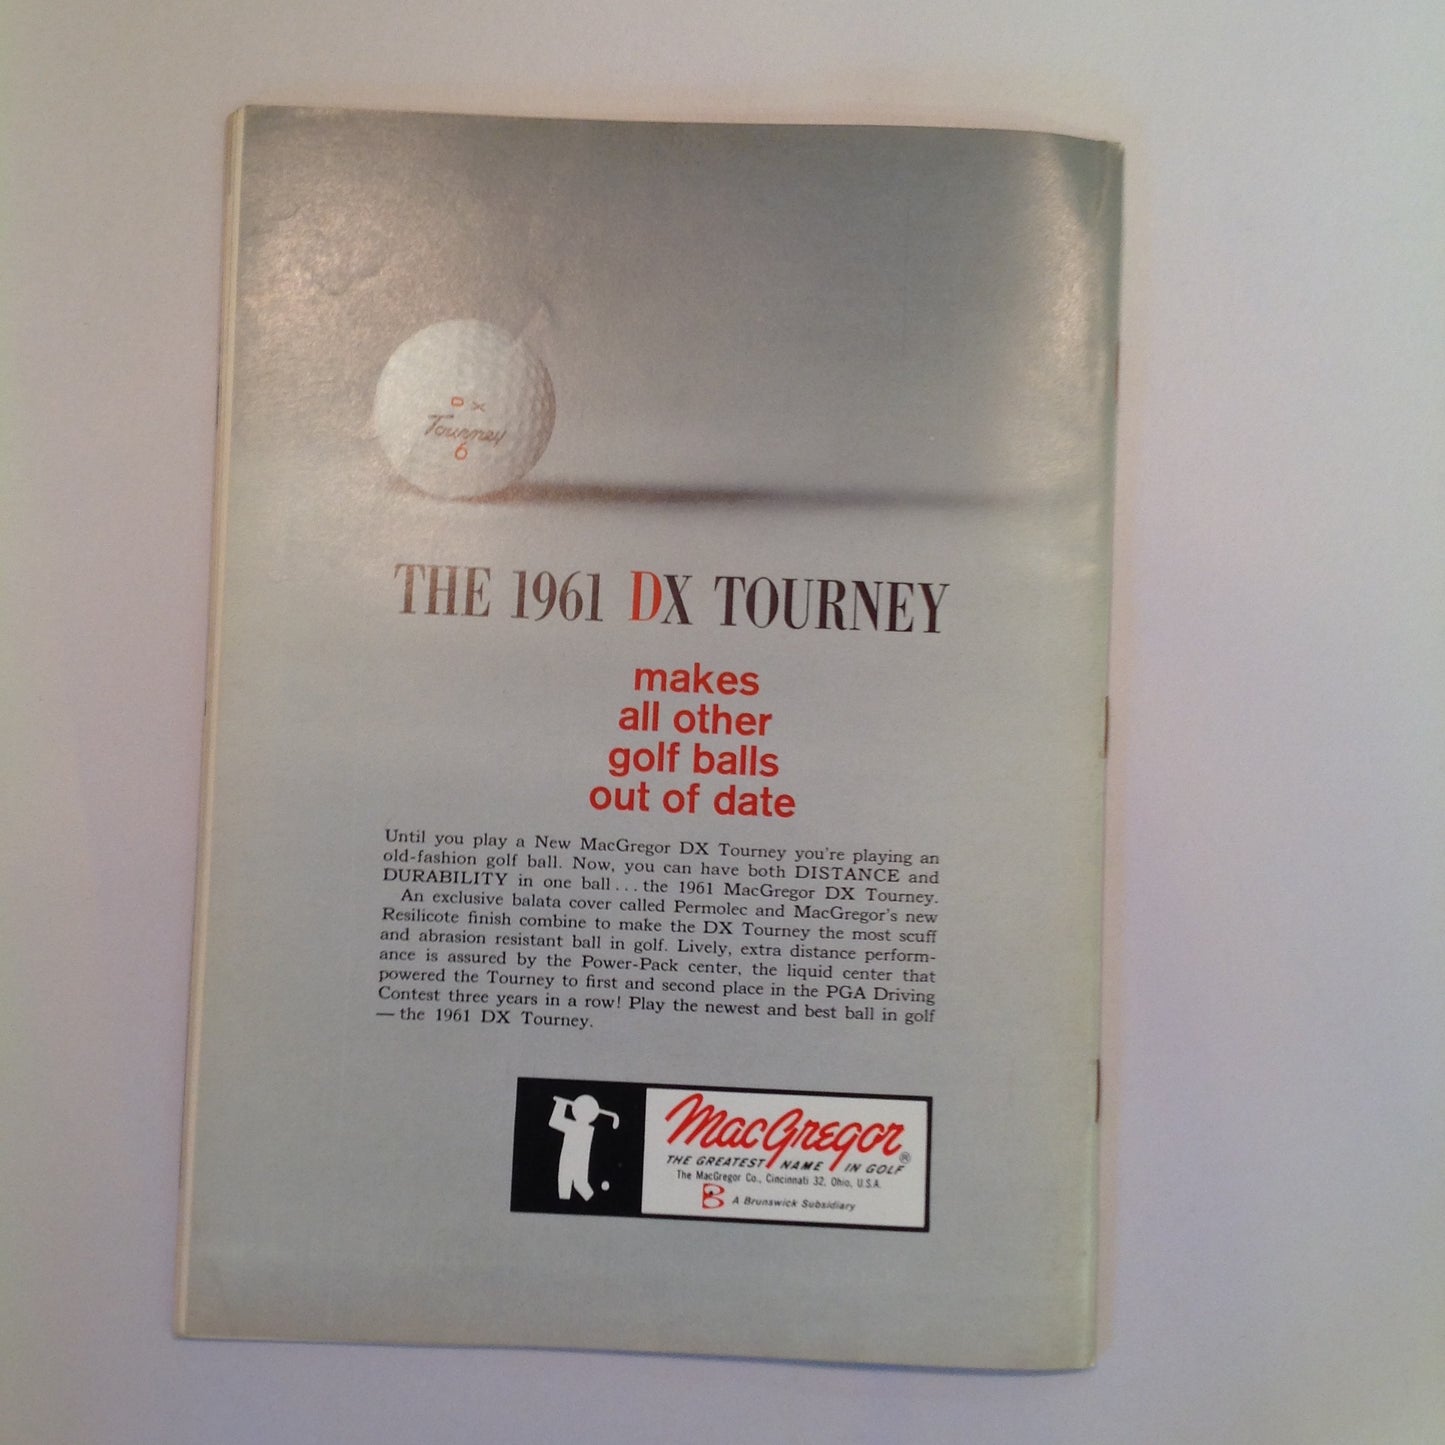 D X
Tourney
6
THE 1961 DX TOURNEY
makes
all other
golf balls
out of date
Until you play a New MacGregor DX Tourney you're playing an
old-fashion golf ball. Now, you can have both DISTANCE and
DURABILITY in one ball... the 1961 MacGregor DX Tourney.
An exclusive balata cover called Permolec and MacGregor's new
Resilicote finish combine to make the DX Tourney the most scuff
and abrasion resistant ball in golf. Lively, extra distance perform-
ance is assured by the Power-Pack center, the liquid center that
powered the Tourney to first and second place in the PGA Driving
Contest three years in a row! Play the newest and best ball in golf
— the 1961 DX Tourney.
MacGregor®
THE GREATEST NAME IN GOLF
The MacGregor Co., Cincinnati 32, Ohio, U.S.A.
B A Brunswick Subsidiary